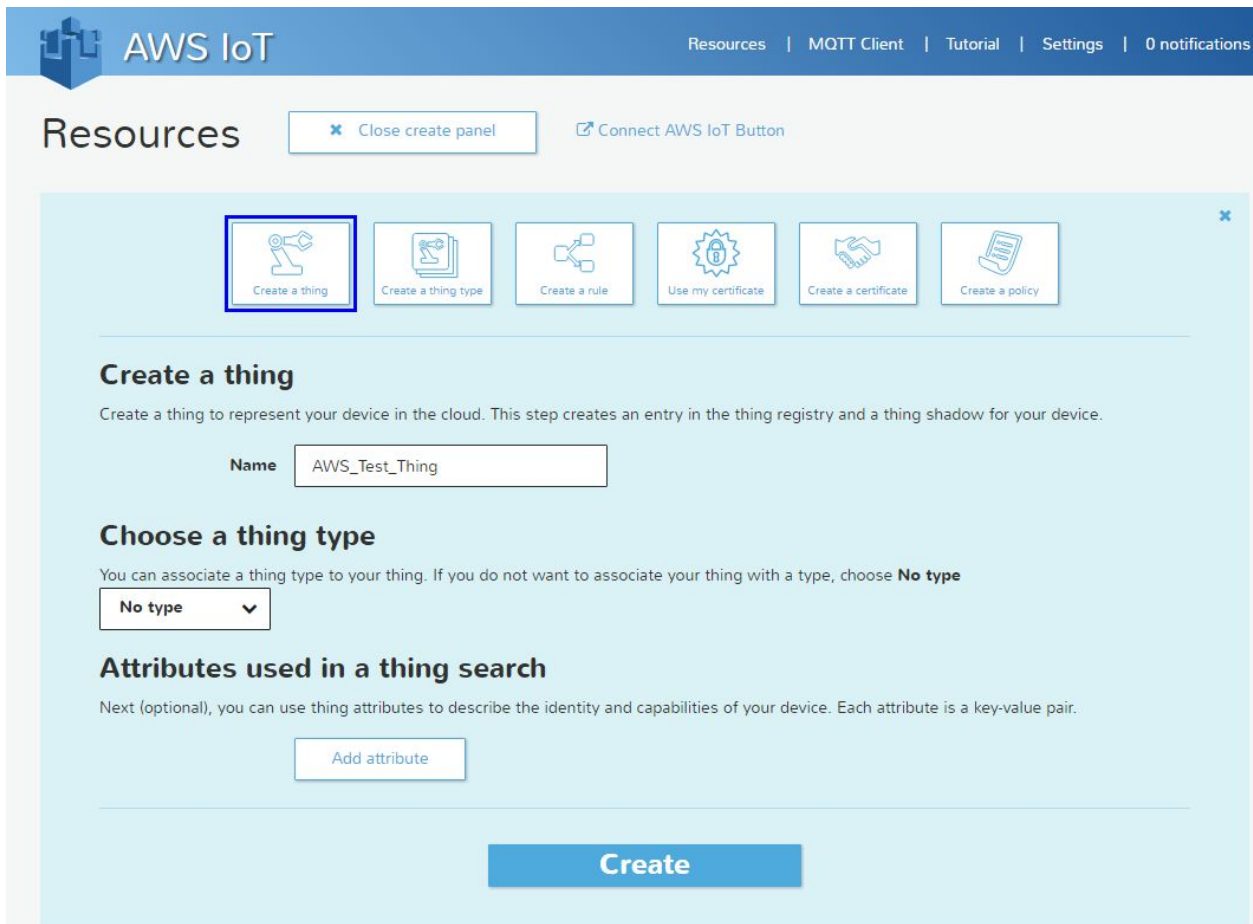 AWS IoT
Resources | MQTT Client | Tutorial | Settings | 0 notifications
Resources
Close create panel
Connect AWS IoT Button
Create a thing
Create a thing type
Create a rule
Use my certificate
Create a certificate
Create a policy
Create a thing
Create a thing to represent your device in the cloud. This step creates an entry in the thing registry and a thing shadow for your device.
Name
AWS_Test_Thing
Choose a thing type
You can associate a thing type to your thing. If you do not want to associate your thing with a type, choose No type
No type
Attributes used in a thing search
Next (optional), you can use thing attributes to describe the identity and capabilities of your device. Each attribute is a key-value pair.
Add attribute
Create